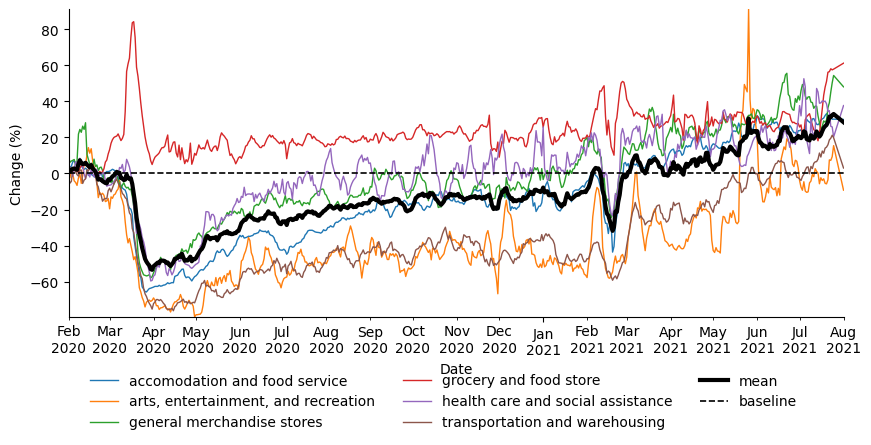 Change (%)
80
60
40
20
0
−20
−40
−60
Feb Mar Apr May Jun Jul Aug Sep Oct Nov Dec Jan Feb Mar Apr May Jun Jul Aug
2020 2020 2020 2020 2020 2020 2020 2020 2020 2020 2020 2021 2021 2021 2021 2021 2021 2021 2021
Date
accomodation and food service
arts, entertainment, and recreation
general merchandise stores
grocery and food store
health care and social assistance
transportation and warehousing
mean
baseline